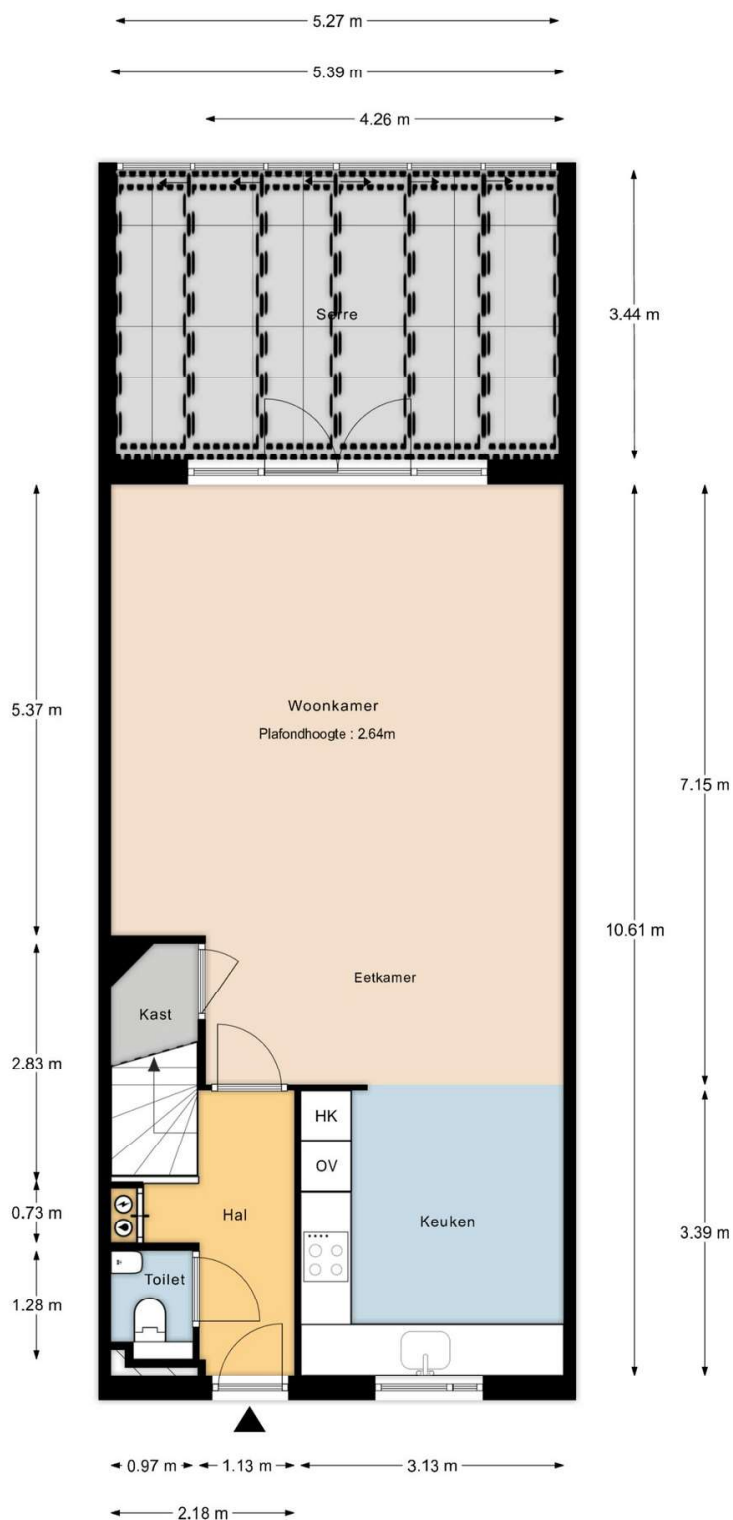 5.27 m
5.39 m
4.26 m
3.44 m
Serre
5.37 m
Woonkamer
Plafondhoogte : 2.64m
7.15 m
10.61 m
Eetkamer
Kast
2.83 m
HK
OV
0.73 m
Hal
Keuken
3.39 m
Toilet
1.28 m
0.97 m
1.13 m
3.13 m
2.18 m